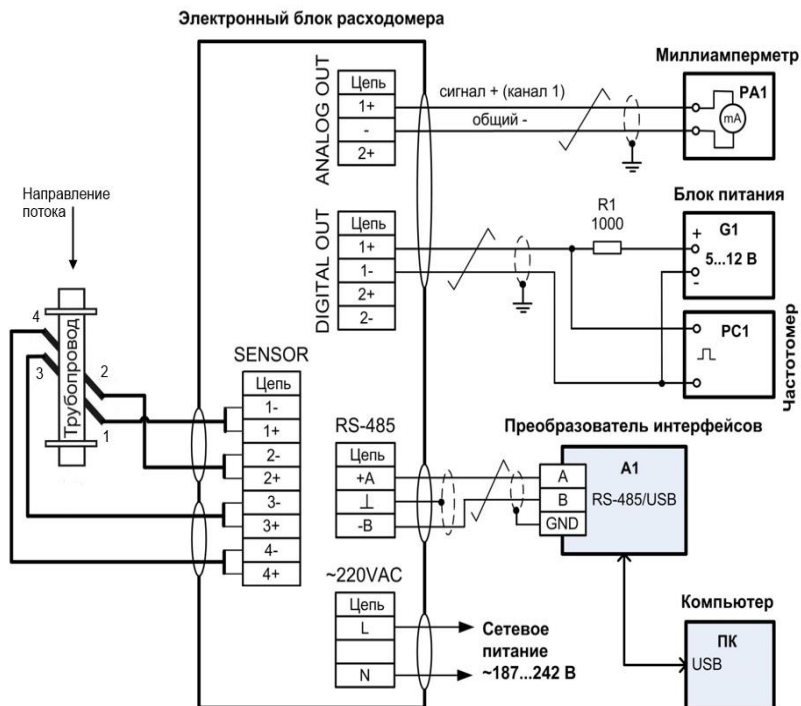 Электронный блок расходомера
ANALOG OUT
Цепь
1+
-
2+
сигнал + (канал 1)
общий -
Миллиамперметр
PA1
mA
Направление
потока
4
3
2
1
Трубопровод
DIGITAL OUT
Цепь
1+
1-
2+
2-
R1
1000
Блок питания
G1
+
5...12 В
-
PC1
Частотомер
SENSOR
Цепь
1-
1+
2-
2+
3-
3+
4-
4+
RS-485
Цепь
+A
⊥
-B
Преобразователь интерфейсов
A1
A
B
GND
RS-485/USB
~220VAC
Цепь
L
N
Сетевое
питание
~187...242 В
Компьютер
ПК
USB